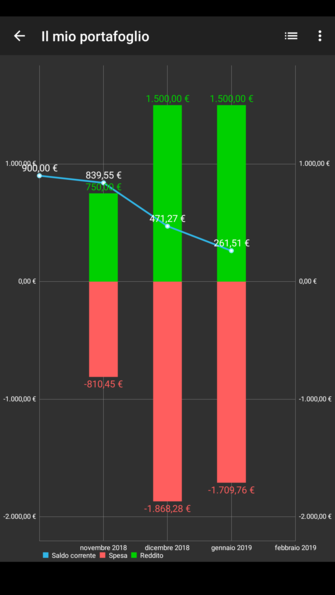 Il mio portafoglio
1.500,00 €
1.500,00 €
1.000,00 €
1.000,00 €
900,00 €
839,55 €
750,00 €
471,27 €
261,51 €
0,00 €
0,00 €
-810,45 €
-1.000,00 €
-1.000,00 €
-1.709,76 €
-1.868,28 €
-2.000,00 €
-2.000,00 €
novembre 2018
dicembre 2018
gennaio 2019
febbraio 2019
Saldo corrente
Spesa
Reddito